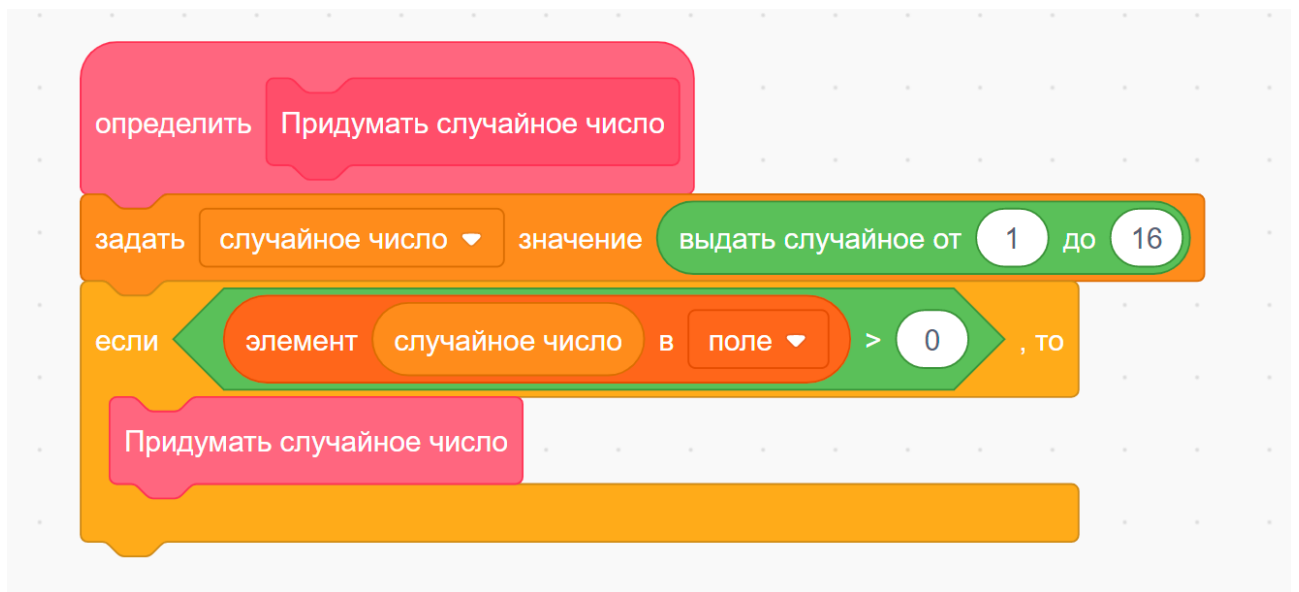 определить Придумать случайное число
задать случайное число значение выдать случайное от 1 до 16
если элемент случайное число в поле > 0 , то
Придумать случайное число